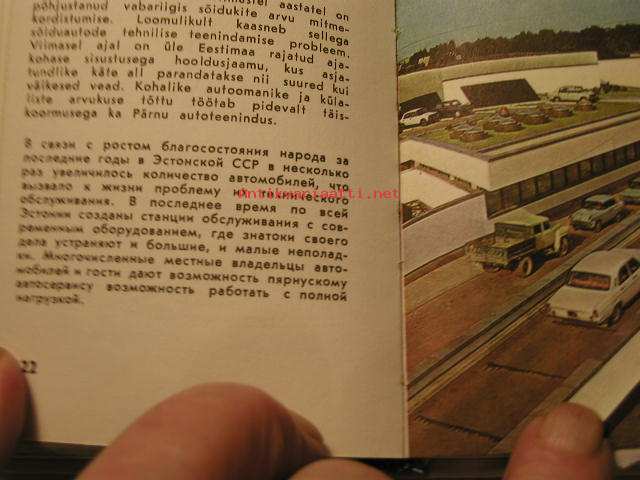 aastatel on
põhjustanud vabariigis sõidukite arvu mitme-
kordistumise. Loomulikult kaasneb sellega
sõiduautode tehnilise teenindamise probleem.
Viimasel ajal on üle Eestimaa rajatud aja-
kohase sisustusega hooldusjaamu, kus asja-
tundlike käte all parandatakse nii suured kui
väikesed vead. Kohalike autoomanike ja küla-
liste arvukuse tõttu töötab pidevalt täis-
koormusega ka Pärnu autoteenindus.
В связи с ростом благосостояния народа за
последние годы в Эстонской ССР в несколько
раз увеличилось количество автомобилей, что
вызвало к жизни проблему их технического
обслуживания. В последнее время по всей
Эстонии созданы станции обслуживания с сов-
ременным оборудованием, где знатоки своего
дела устраняют и большие, и малые неполад-
ки. Многочисленные местные владельцы авто-
мобилей и гости дают возможность пярнускому
автосервису возможность работать с полной
нагрузкой.
22
Antikvariaatti.net